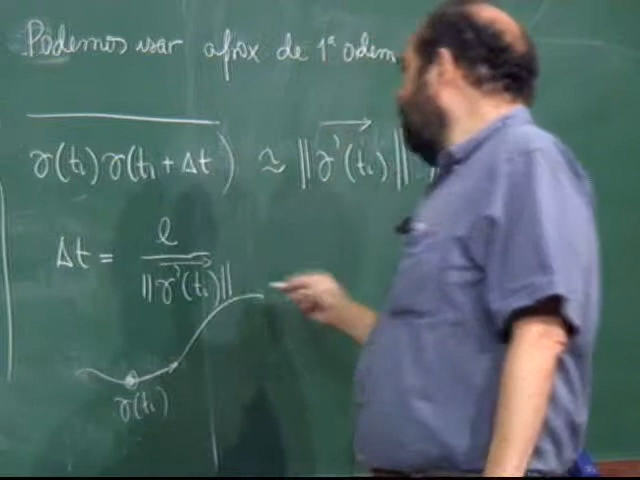 Podemos usar aprox de 1ª ordem
γ(t₁)γ(t₁ + Δt) ≈ ||γ'(t₁)||
Δt = l / ||γ'(t₁)||
γ(t₁)